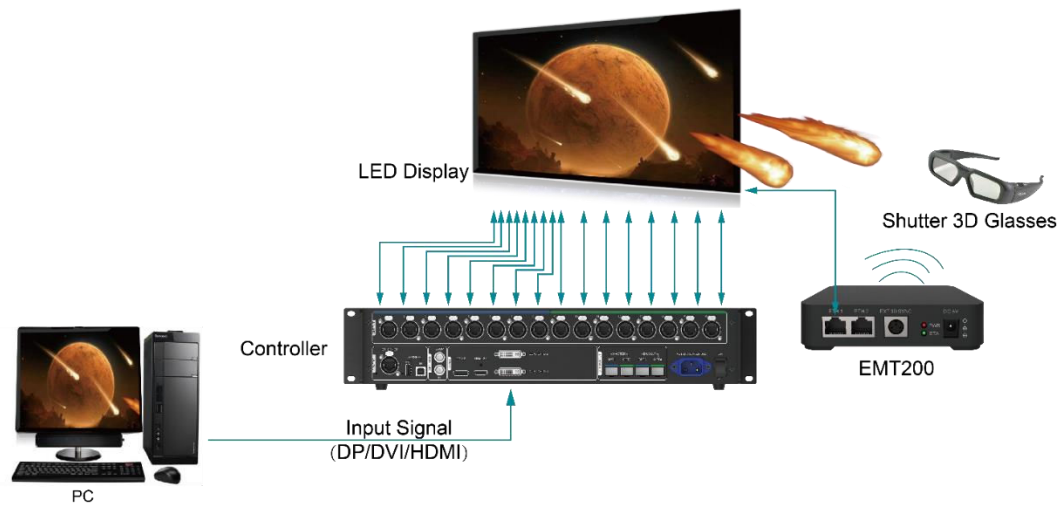 LED Display
Shutter 3D Glasses
Controller
EMT200
Input Signal
(DP/DVI/HDMI)
PC